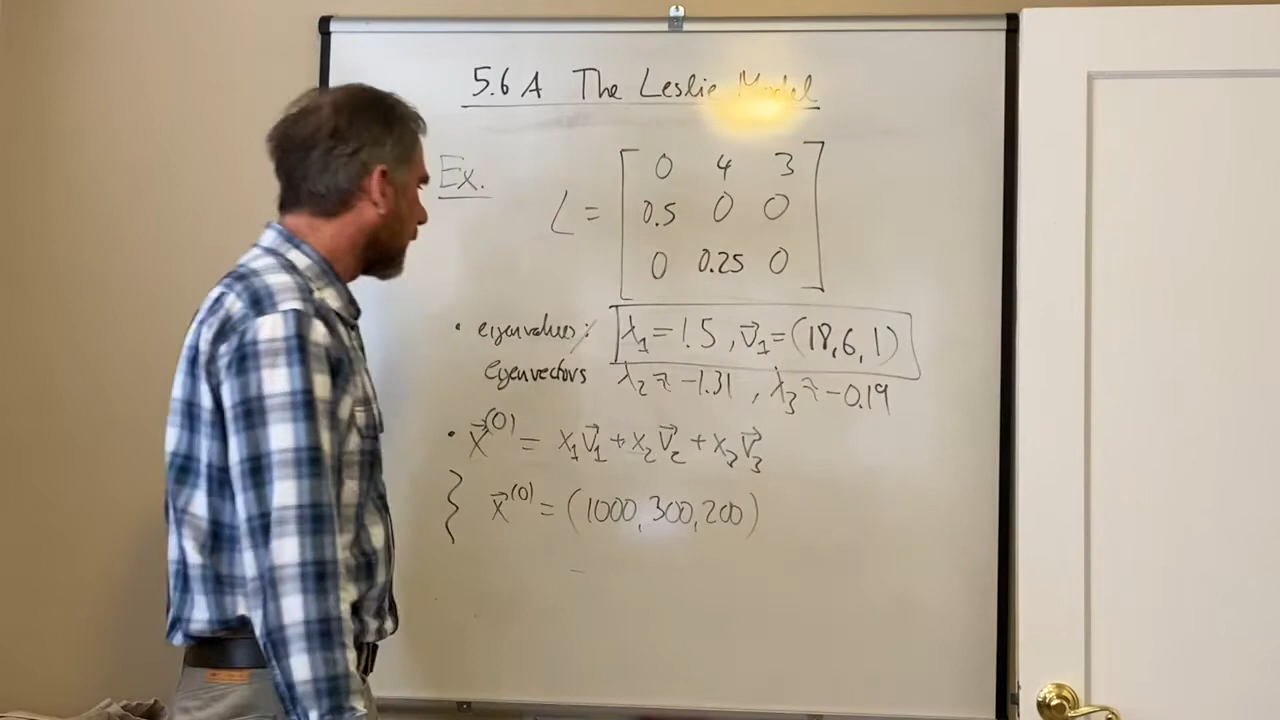 5.6 A The Leslie Model
Ex.
L = [ 0 4 3
0.5 0 0
0 0.25 0 ]
• eigenvalues: / λ₁ = 1.5, v⃗₁ = (18, 6, 1)
Eigenvectors λ₂ ≈ -1.31, λ₃ ≈ -0.19
• x⃗⁽⁰⁾ = x₁v⃗₁ + x₂v⃗₂ + x₃v⃗₃
} x⃗⁽⁰⁾ = (1000, 300, 200)